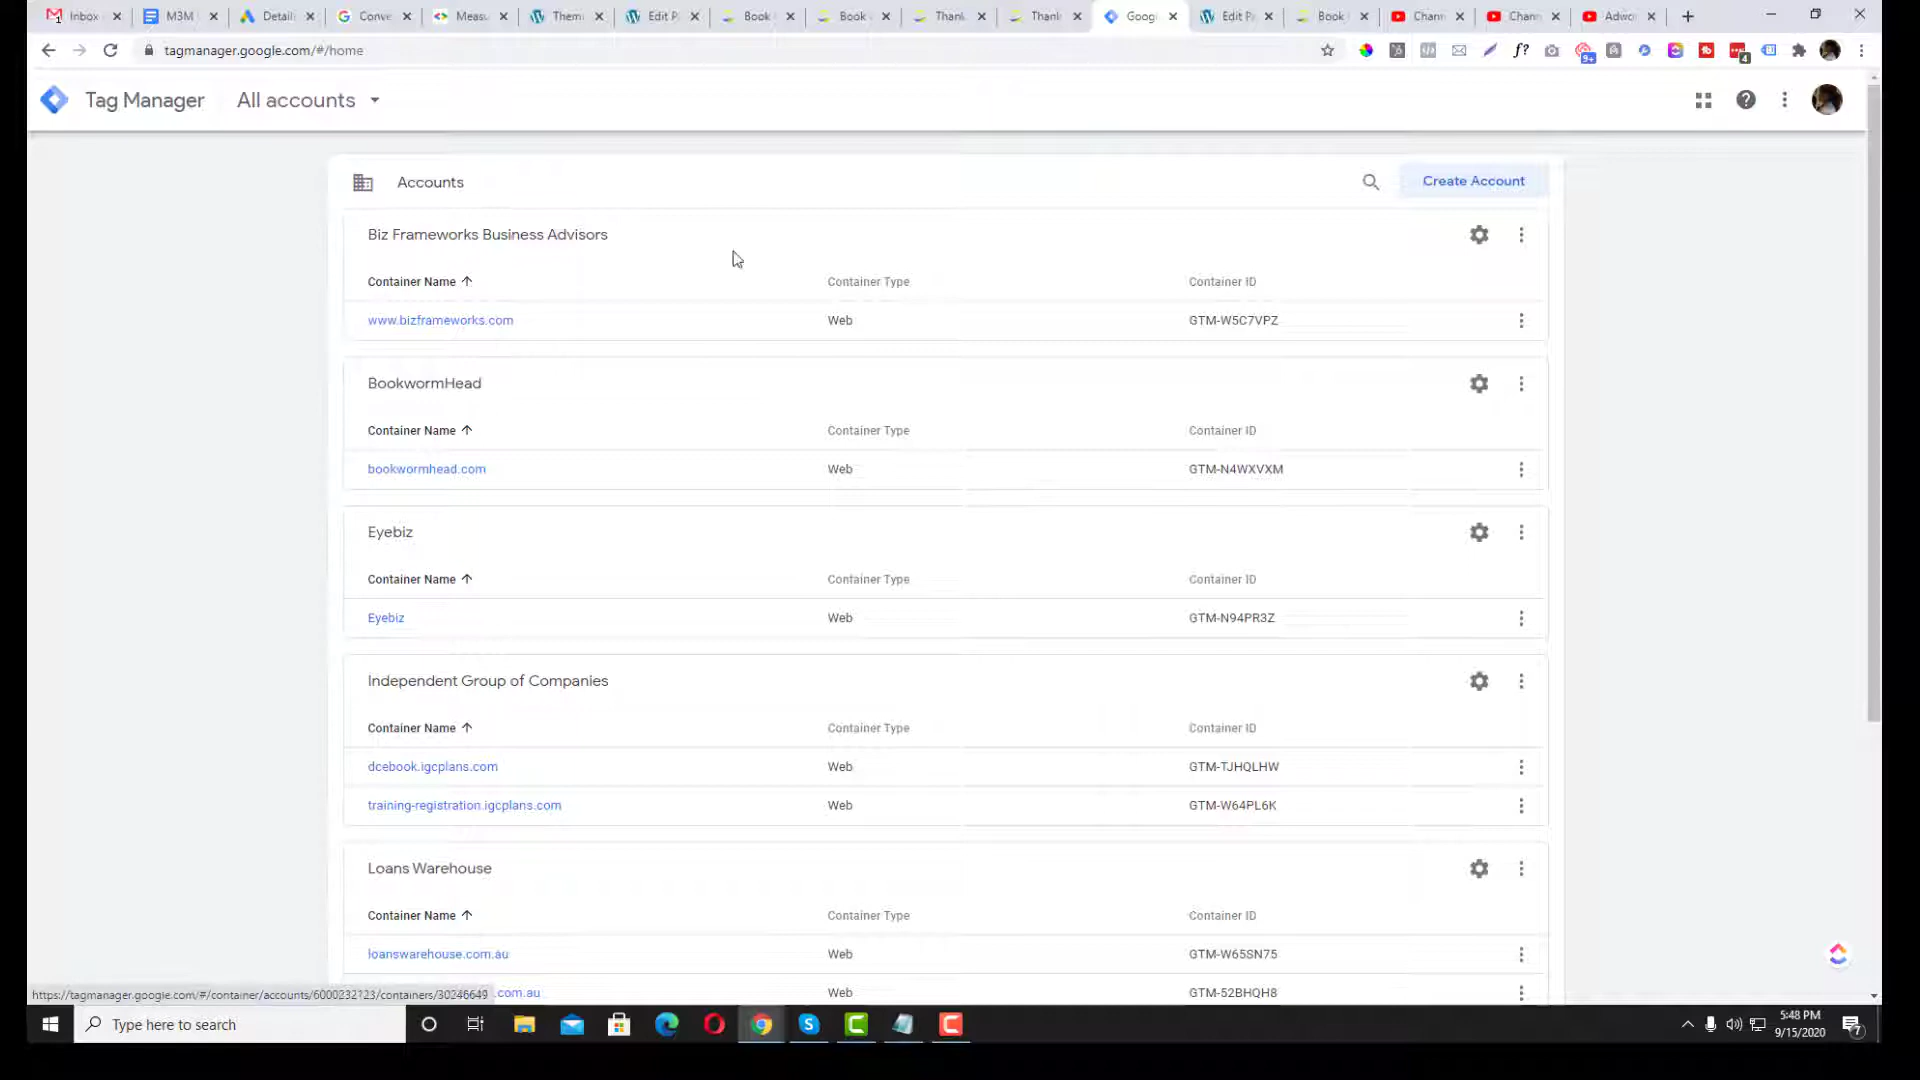 Inbox
M3M
Detail
Conve
Measu
Them
Edit P
Book
Book
Thank
Thank
Goog
Edit P
Book
Chann
Chann
Adwo
tagmanager.google.com/#/home
f?
9+
4
Tag Manager
All accounts
Accounts
Create Account
Biz Frameworks Business Advisors
Container Name
Container Type
Container ID
www.bizframeworks.com
Web
GTM-W5C7VPZ
BookwormHead
Container Name
Container Type
Container ID
bookwormhead.com
Web
GTM-N4WXVXM
Eyebiz
Container Name
Container Type
Container ID
Eyebiz
Web
GTM-N94PR3Z
Independent Group of Companies
Container Name
Container Type
Container ID
dcebook.igcplans.com
Web
GTM-TJHQLHW
training-registration.igcplans.com
Web
GTM-W64PL6K
Loans Warehouse
Container Name
Container Type
Container ID
loanswarehouse.com.au
Web
GTM-W65SN75
https://tagmanager.google.com/#/container/accounts/6000232123/containers/30246649
.com.au
Web
GTM-52BHQH8
Type here to search
5:48 PM
9/15/2020
7